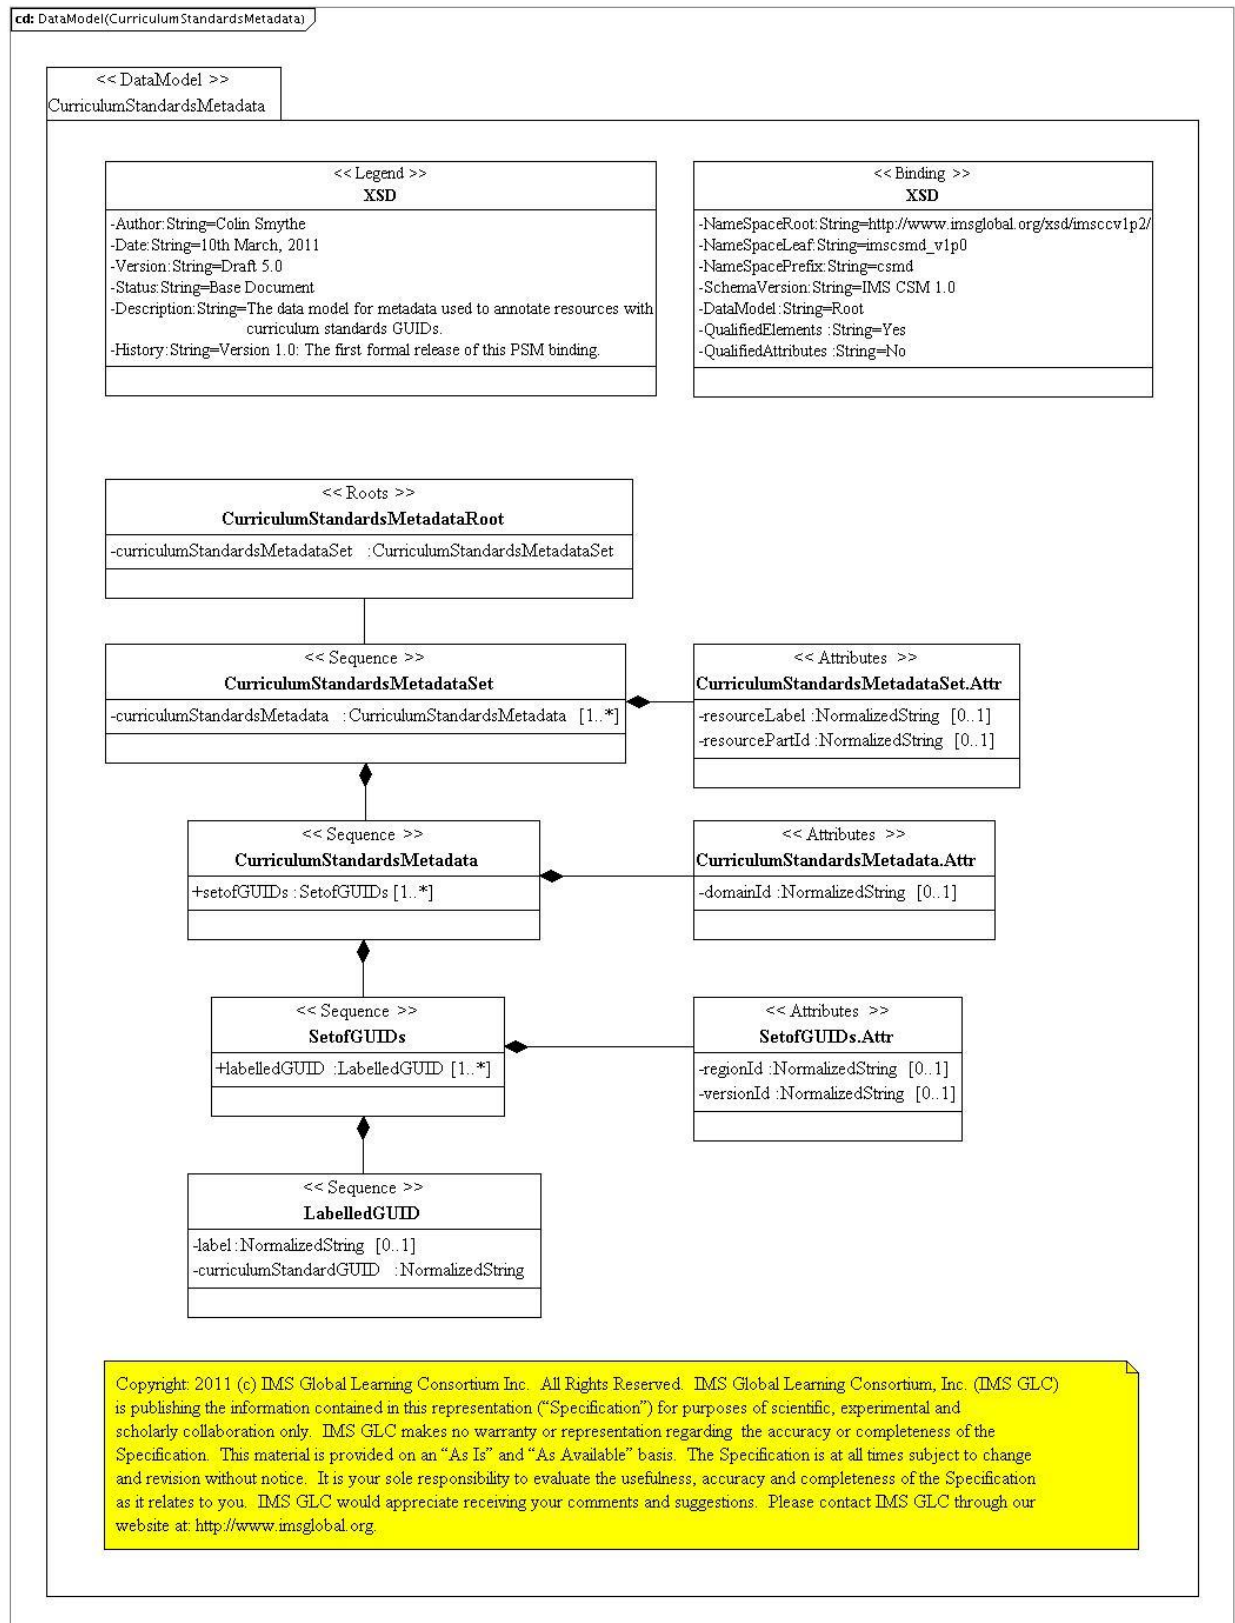 cd: DataModel(CurriculumStandardsMetadata)
<< DataModel >>
CurriculumStandardsMetadata
<< Legend >>
XSD
-Author:String=Colin Smythe
-Date:String=10th March, 2011
-Version:String=Draft 5.0
-Status:String=Base Document
-Description:String=The data model for metadata used to annotate resources with
curriculum standards GUIDs.
-History:String=Version 1.0: The first formal release of this PSM binding.
<< Binding >>
XSD
-NameSpaceRoot:String=http://www.imsglobal.org/xsd/imsccv1p2/
-NameSpaceLeaf:String=imscsmd_v1p0
-NameSpacePrefix:String=csmd
-SchemaVersion:String=IMS CSM 1.0
-DataModel:String=Root
-QualifiedElements :String=Yes
-QualifiedAttributes :String=No
<< Roots >>
CurriculumStandardsMetadataRoot
-curriculumStandardsMetadataSet :CurriculumStandardsMetadataSet
<< Sequence >>
CurriculumStandardsMetadataSet
-curriculumStandardsMetadata :CurriculumStandardsMetadata [1..*]
<< Attributes >>
CurriculumStandardsMetadataSet.Attr
-resourceLabel :NormalizedString [0..1]
-resourcePartId :NormalizedString [0..1]
<< Sequence >>
CurriculumStandardsMetadata
+setofGUIDs : SetofGUIDs [1..*]
<< Attributes >>
CurriculumStandardsMetadata.Attr
-domainId :NormalizedString [0..1]
<< Sequence >>
SetofGUIDs
+labelledGUID :LabelledGUID [1..*]
<< Attributes >>
SetofGUIDs.Attr
-regionId :NormalizedString [0..1]
-versionId :NormalizedString [0..1]
<< Sequence >>
LabelledGUID
-label:NormalizedString [0..1]
-curriculumStandardGUID :NormalizedString
Copyright: 2011 (c) IMS Global Learning Consortium Inc. All Rights Reserved. IMS Global Learning Consortium, Inc. (IMS GLC)
is publishing the information contained in this representation (“Specification”) for purposes of scientific, experimental and
scholarly collaboration only. IMS GLC makes no warranty or representation regarding the accuracy or completeness of the
Specification. This material is provided on an “As Is” and “As Available” basis. The Specification is at all times subject to change
and revision without notice. It is your sole responsibility to evaluate the usefulness, accuracy and completeness of the Specification
as it relates to you. IMS GLC would appreciate receiving your comments and suggestions. Please contact IMS GLC through our
website at: http://www.imsglobal.org.